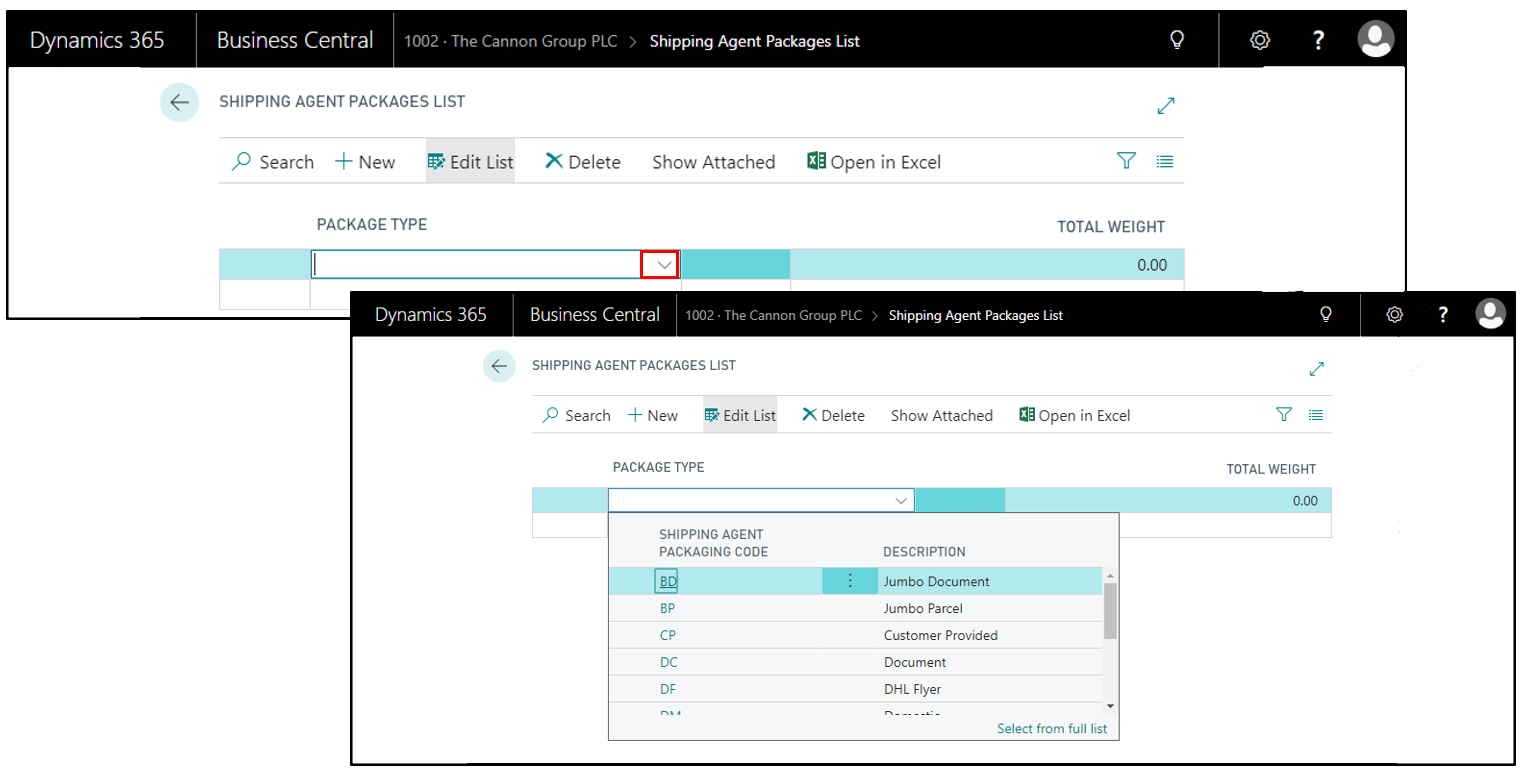 Dynamics 365 Business Central 1002 · The Cannon Group PLC > Shipping Agent Packages List ?
SHIPPING AGENT PACKAGES LIST
Search New Edit List Delete Show Attached Open in Excel
PACKAGE TYPE TOTAL WEIGHT
0.00
Dynamics 365 Business Central 1002 · The Cannon Group PLC > Shipping Agent Packages List ?
SHIPPING AGENT PACKAGES LIST
Search New Edit List Delete Show Attached Open in Excel
PACKAGE TYPE TOTAL WEIGHT
0.00
SHIPPING AGENT
PACKAGING CODE DESCRIPTION
BD Jumbo Document
BP Jumbo Parcel
CP Customer Provided
DC Document
DF DHL Flyer
DM Domestic
Select from full list